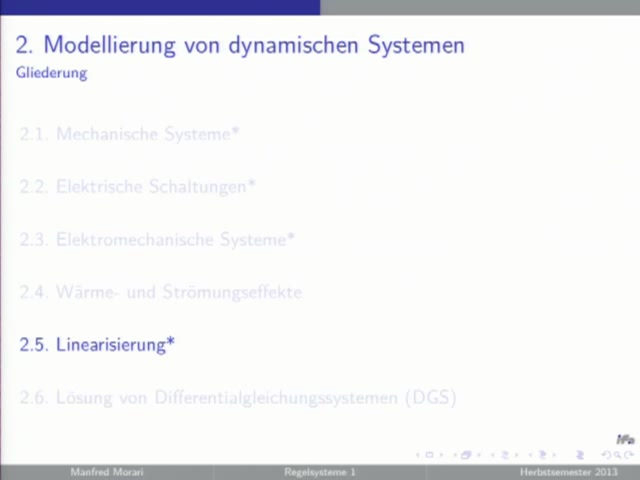 2. Modellierung von dynamischen Systemen
Gliederung
2.1. Mechanische Systeme*
2.2. Elektrische Schaltungen*
2.3. Elektromechanische Systeme*
2.4. Wärme- und Strömungseffekte
2.5. Linearisierung*
2.6. Lösung von Differentialgleichungssystemen (DGS)
ifa
Manfred Morari
Regelsysteme 1
Herbstsemester 2013